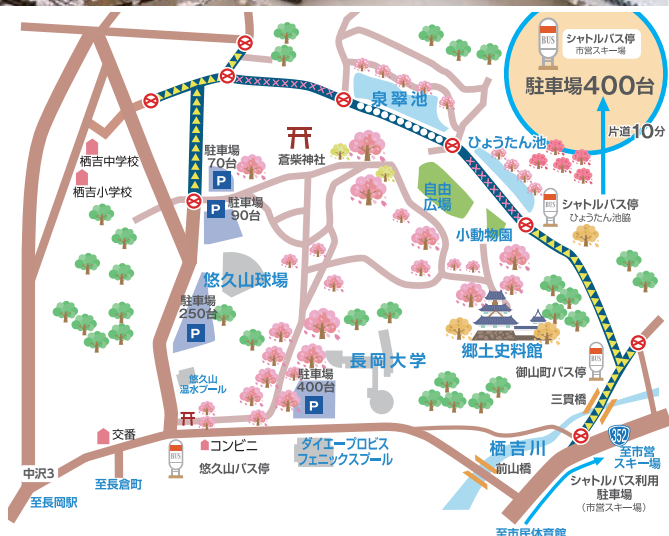 BUS
シャトルバス停
市営スキー場
駐車場400台
片道10分
泉翠池
ひょうたん池
栖吉中学校
栖吉小学校
駐車場
70台
P
蒼柴神社
駐車場
90台
P
自由
広場
小動物園
BUS
シャトルバス停
ひょうたん池脇
悠久山球場
駐車場
250台
P
悠久山
温水プール
長岡大学
駐車場
400台
P
郷土史料館
BUS
御山町バス停
三貫橋
352
交番
BUS
コンビニ
悠久山バス停
ダイエープロビス
フェニックスプール
栖吉川
前山橋
至市営
スキー場
シャトルバス利用
駐車場
(市営スキー場)
中沢3
至長倉町
至長岡駅
至市民体育館